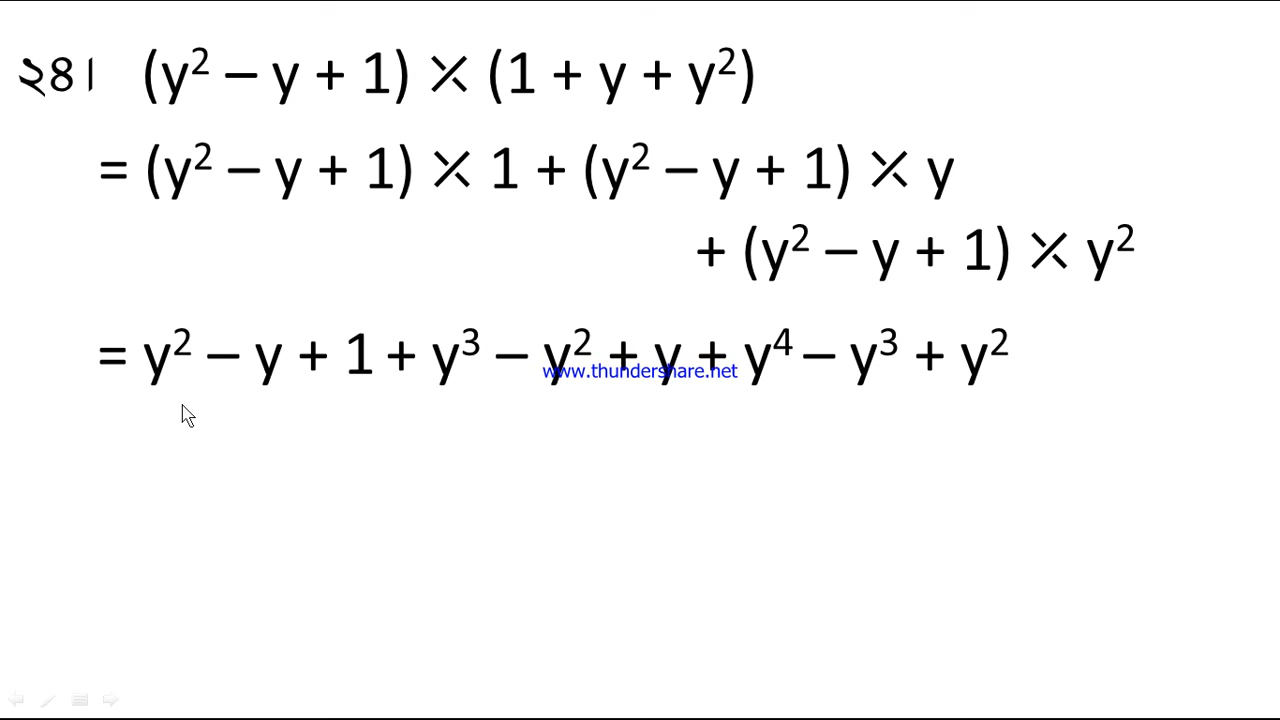 ২৪। (y² – y + 1) × (1 + y + y²)
= (y² – y + 1) × 1 + (y² – y + 1) × y
+ (y² – y + 1) × y²
= y² – y + 1 + y³ – y² + y + y⁴ – y³ + y²
www.thundershare.net